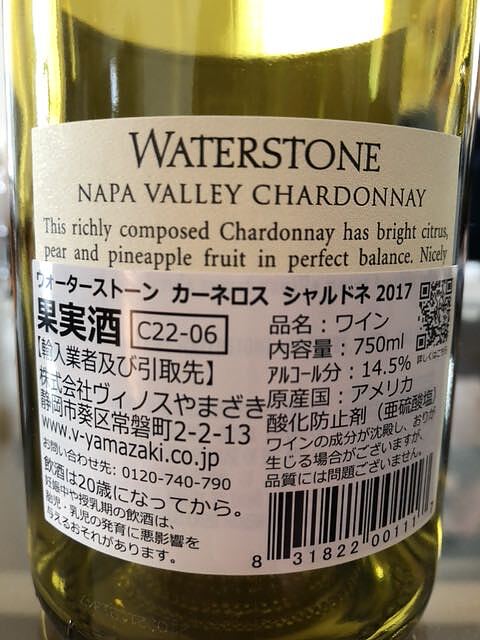 WATERSTONE
NAPA VALLEY CHARDONNAY
This richly composed Chardonnay has bright citrus,
pear and pineapple fruit in perfect balance. Nicely
ウオーターストーン カーネロス シャルドネ 2017
果実酒 C22-06
【輸入業者及び引取先】
株式会社ヴィノスやまざき
静岡市葵区常磐町2-2-13
www.v-yamazaki.co.jp
お問い合わせ先: 0120-740-790
飲酒は20歳になってから。
妊娠中や授乳期の飲酒は、
胎児・乳児の発育に悪影響を
与えるおそれがあります。
品名：ワイン
内容量：750ml
詳しくはこちら
アルコール分：14.5%
原産国：アメリカ
酸化防止剤（亜硫酸塩）
ワインの成分が沈殿し、おりが
生じる場合がございますが、
品質には問題ございません。
8 31822 00111 7